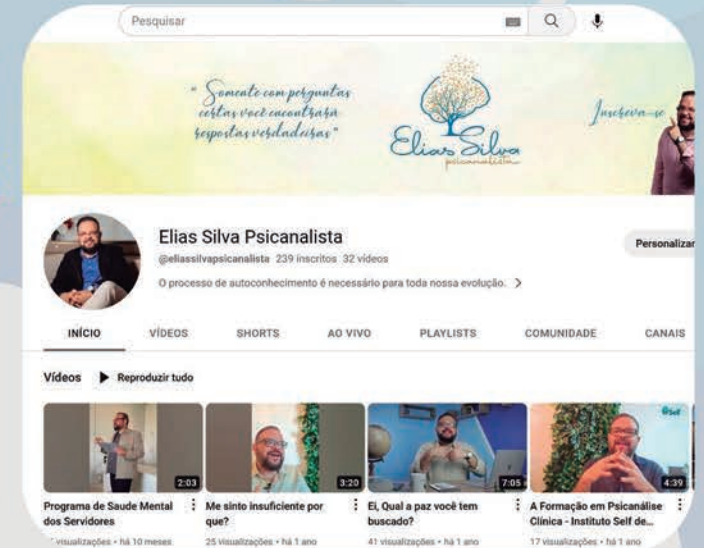 Pesquisar
" Somente com perguntas
certas você encontrará
respostas verdadeiras "
Elias Silva
psicanalista
Inscreva-se
Elias Silva Psicanalista
@eliassilvapsicanalista 239 inscritos 32 vídeos
O processo de autoconhecimento é necessário para toda nossa evolução.
Personalizar
INÍCIO VÍDEOS SHORTS AO VIVO PLAYLISTS COMUNIDADE CANAIS
Vídeos Reproduzir tudo
2:03 3:20 7:05 Self 4:39
Programa de Saude Mental Me sinto insuficiente por Ei, Qual a paz você tem A Formação em Psicanálise
dos Servidores que? buscado? Clínica - Instituto Self de...
visualizações • há 10 meses 25 visualizações • há 1 ano 41 visualizações • há 1 ano 17 visualizações • há 1 ano